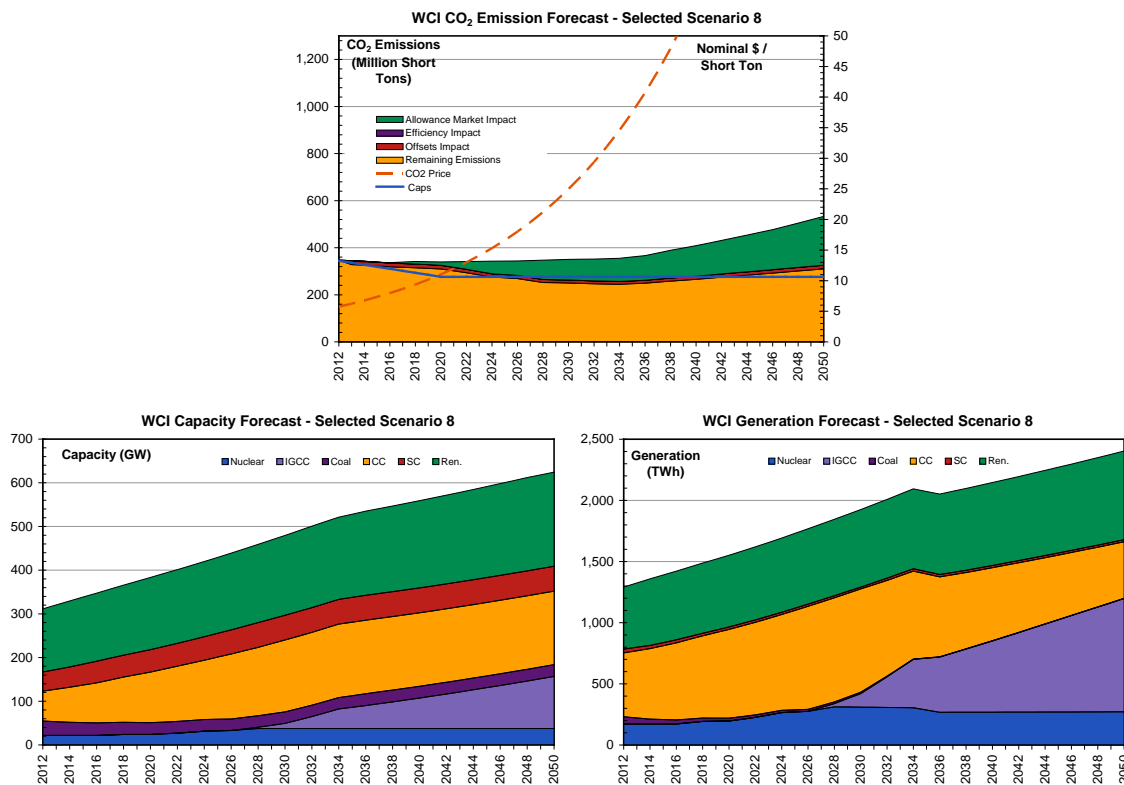 WCI CO2 Emission Forecast - Selected Scenario 8
CO2 Emissions
(Million Short
Tons)
Nominal $ /
Short Ton
1,200
1,000
800
600
400
200
0
50
45
40
35
30
25
20
15
10
5
0
Allowance Market Impact
Efficiency Impact
Offsets Impact
Remaining Emissions
CO2 Price
Caps
2012 2014 2016 2018 2020 2022 2024 2026 2028 2030 2032 2034 2036 2038 2040 2042 2044 2046 2048 2050
WCI Capacity Forecast - Selected Scenario 8
Capacity (GW)
Nuclear IGCC Coal CC SC Ren.
700
600
500
400
300
200
100
0
2012 2014 2016 2018 2020 2022 2024 2026 2028 2030 2032 2034 2036 2038 2040 2042 2044 2046 2048 2050
WCI Generation Forecast - Selected Scenario 8
Generation
(TWh)
Nuclear IGCC Coal CC SC Ren.
2,500
2,000
1,500
1,000
500
0
2012 2014 2016 2018 2020 2022 2024 2026 2028 2030 2032 2034 2036 2038 2040 2042 2044 2046 2048 2050